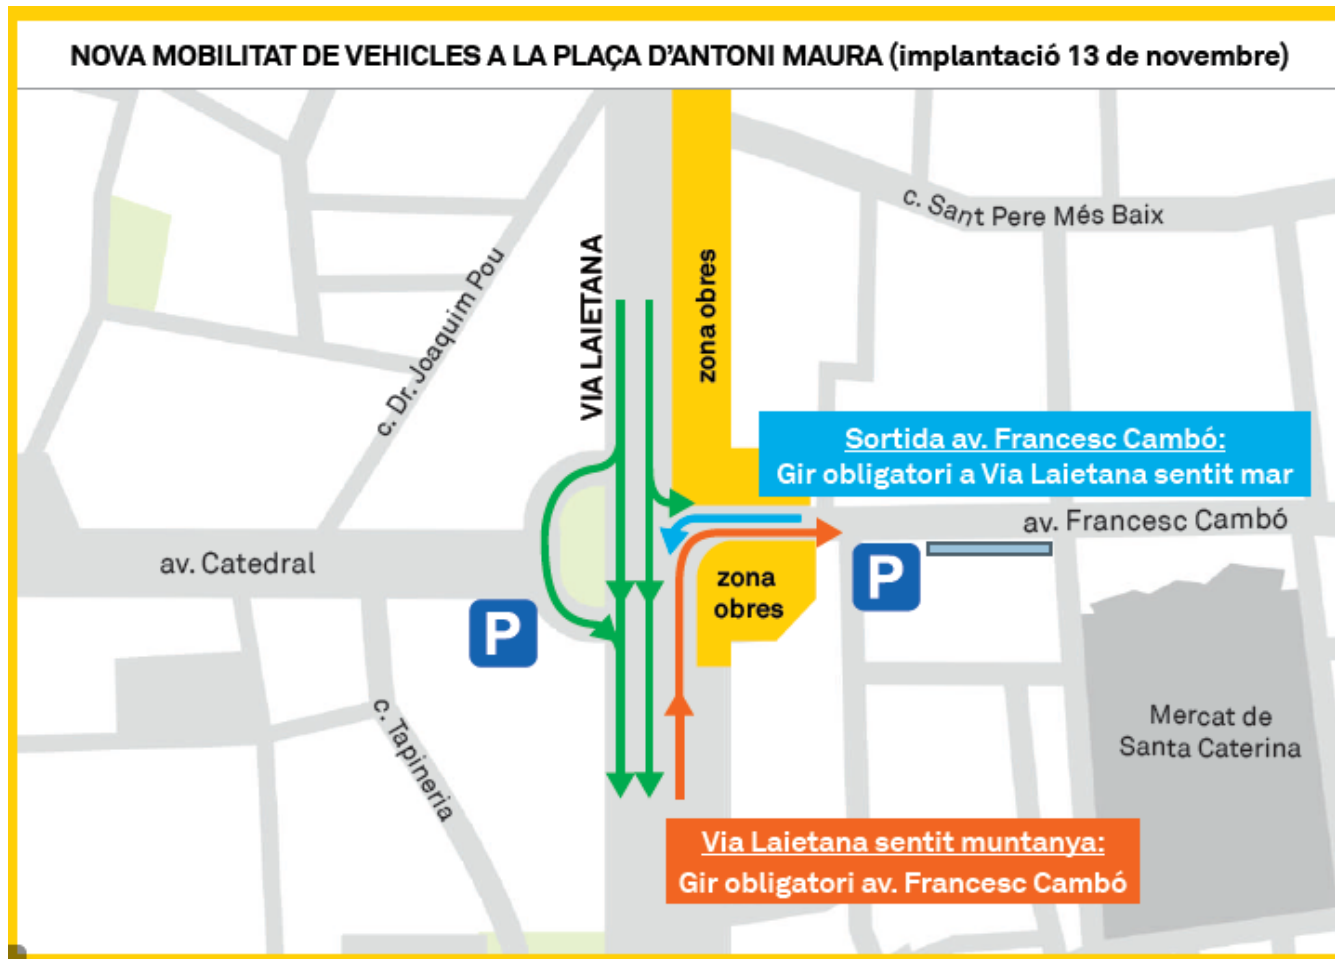 NOVA MOBILITAT DE VEHICLES A LA PLAÇA D'ANTONI MAURA (implantació 13 de novembre)
c. Sant Pere Més Baix
c. Dr. Joaquim Pou
VIA LAIETANA
zona obres
Sortida av. Francesc Cambó:
Gir obligatori a Via Laietana sentit mar
av. Francesc Cambó
av. Catedral
zona
obres
P
P
c. Tapineria
Mercat de
Santa Caterina
Via Laietana sentit muntanya:
Gir obligatori av. Francesc Cambó